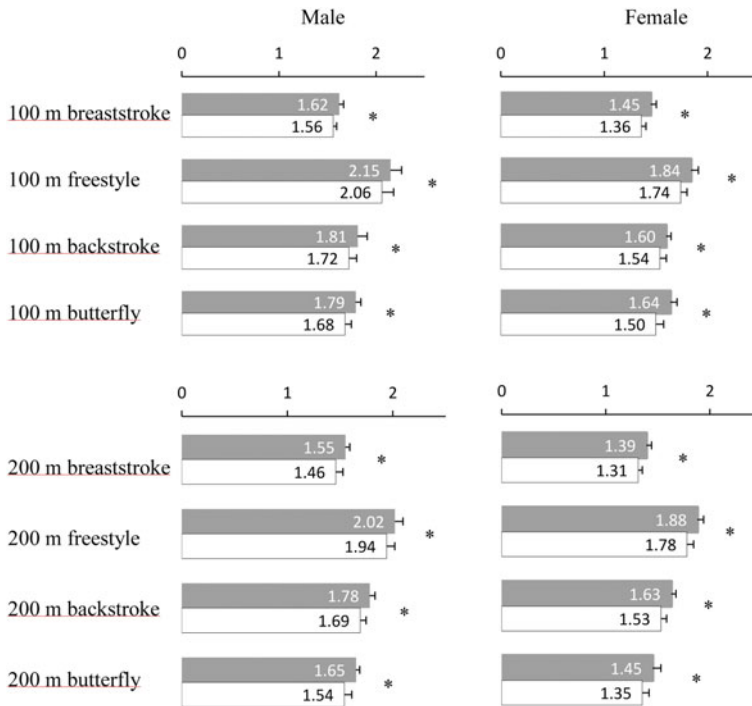 Male Female
0 1 2 0 1 2
100 m breaststroke 1.62 * 1.45 *
1.56 1.36
100 m freestyle 2.15 * 1.84 *
2.06 1.74
100 m backstroke 1.81 * 1.60 *
1.72 1.54
100 m butterfly 1.79 * 1.64 *
1.68 1.50
0 1 2 0 1 2
200 m breaststroke 1.55 * 1.39 *
1.46 1.31
200 m freestyle 2.02 * 1.88 *
1.94 1.78
200 m backstroke 1.78 * 1.63 *
1.69 1.53
200 m butterfly 1.65 * 1.45 *
1.54 1.35